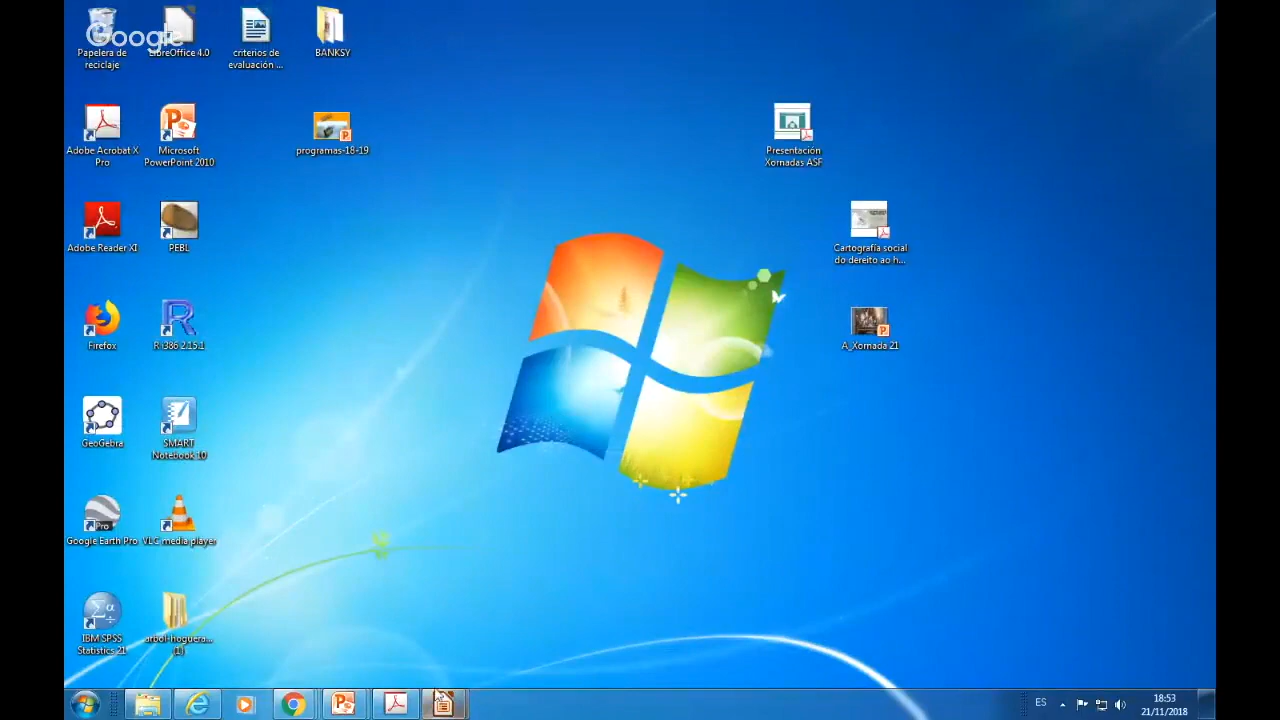 Google
Papelera de
reciclaje
LibreOffice 4.0
criterios de
evaluación ...
BANKSY
Adobe Acrobat X
Pro
Microsoft
PowerPoint 2010
programas-18-19
Presentación
Xornadas ASF
Adobe Reader XI
PEBL
Cartografía social
do dereito ao h...
Firefox
R i386 2.15.1
A_Xornada 21
GeoGebra
SMART
Notebook 10
Pro
Google Earth Pro
VLC media player
IBM SPSS
Statistics 21
arbol-hoguera...
(1)
ES
18:53
21/11/2018